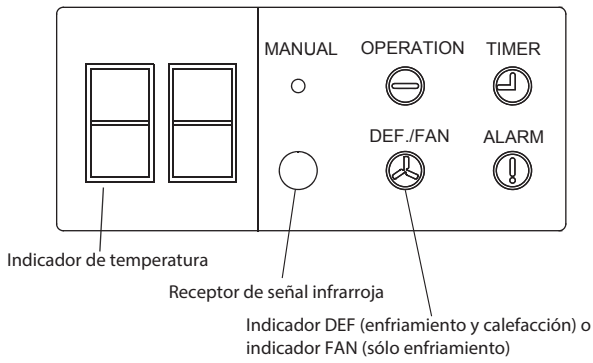 MANUAL OPERATION TIMER
DEF./FAN ALARM
Indicador de temperatura
Receptor de señal infrarroja
Indicador DEF (enfriamiento y calefacción) o
indicador FAN (sólo enfriamiento)